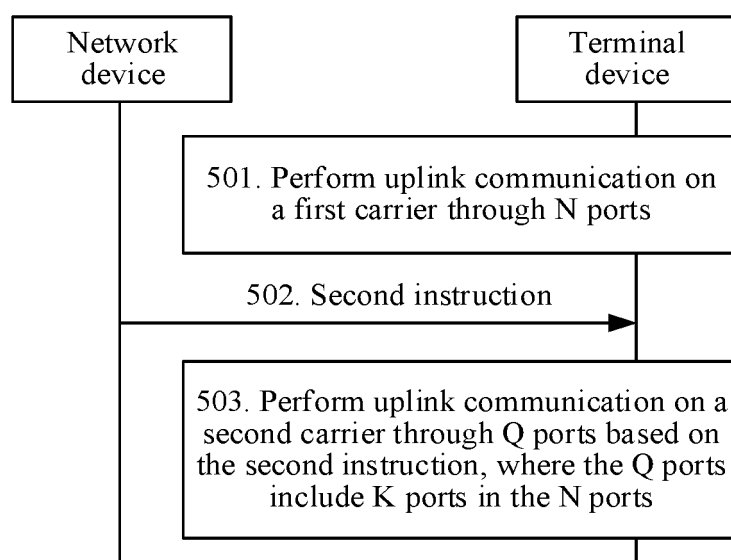 Network
device
Terminal
device
501. Perform uplink communication on
a first carrier through N ports
502. Second instruction
503. Perform uplink communication on a
second carrier through Q ports based on
the second instruction, where the Q ports
include K ports in the N ports